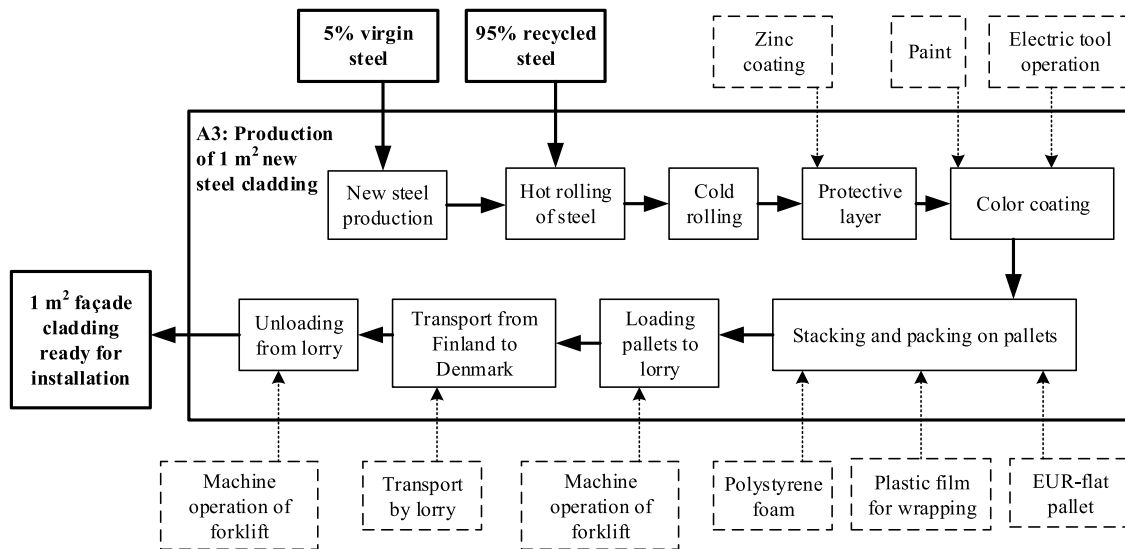 5% virgin
steel
95% recycled
steel
Zinc
coating
Paint
Electric tool
operation
A3: Production
of 1 m² new
steel cladding
New steel
production
Hot rolling
of steel
Cold
rolling
Protective
layer
Color coating
1 m² façade
cladding
ready for
installation
Unloading
from lorry
Transport from
Finland to
Denmark
Loading
pallets to
lorry
Stacking and packing on pallets
Machine
operation of
forklift
Transport
by lorry
Machine
operation of
forklift
Polystyrene
foam
Plastic film
for wrapping
EUR-flat
pallet